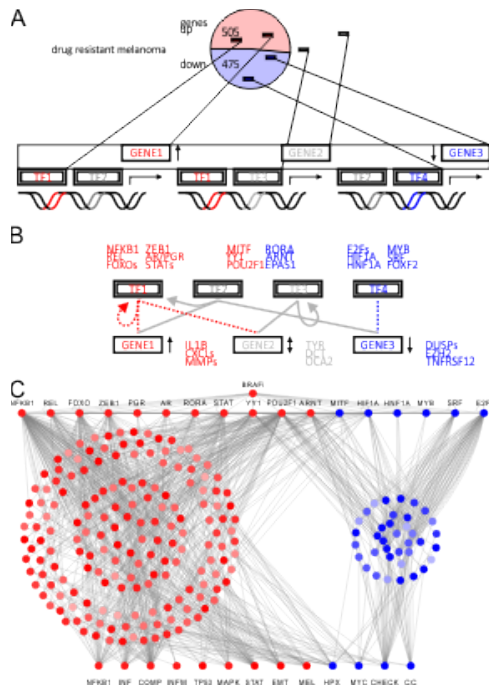 A
genes
up
505
drug resistant melanoma
down
475
GENE1
GENE2
GENE3
TF1
TF2
TF1
TF3
TF2
TF4
B
NFKB1 ZEB1 MITF RORA E2Fs MYB
REL AR/PGR YY1 ARNT HIF1A SRF
FOXOs STATs POU2F1 EPAS1 HNF1A FOXF2
TF1 TF2 TF3 TF4
GENE1 IL1B GENE2 TYR GENE3 DUSPs
CXCLs DCT EZH2
MMPs DCA2 TNFRSF12
C
BRAFi
NFKB1 REL FOXO ZEB1 PGR AR RORA STAT YY1 POU2F1 ARNT MITF HIF1A HNF1A MYB SRF E2F
NFKB1 INF COMP INFM TP53 MAPK STAT EMT MEL HPX MYC CHECK CC